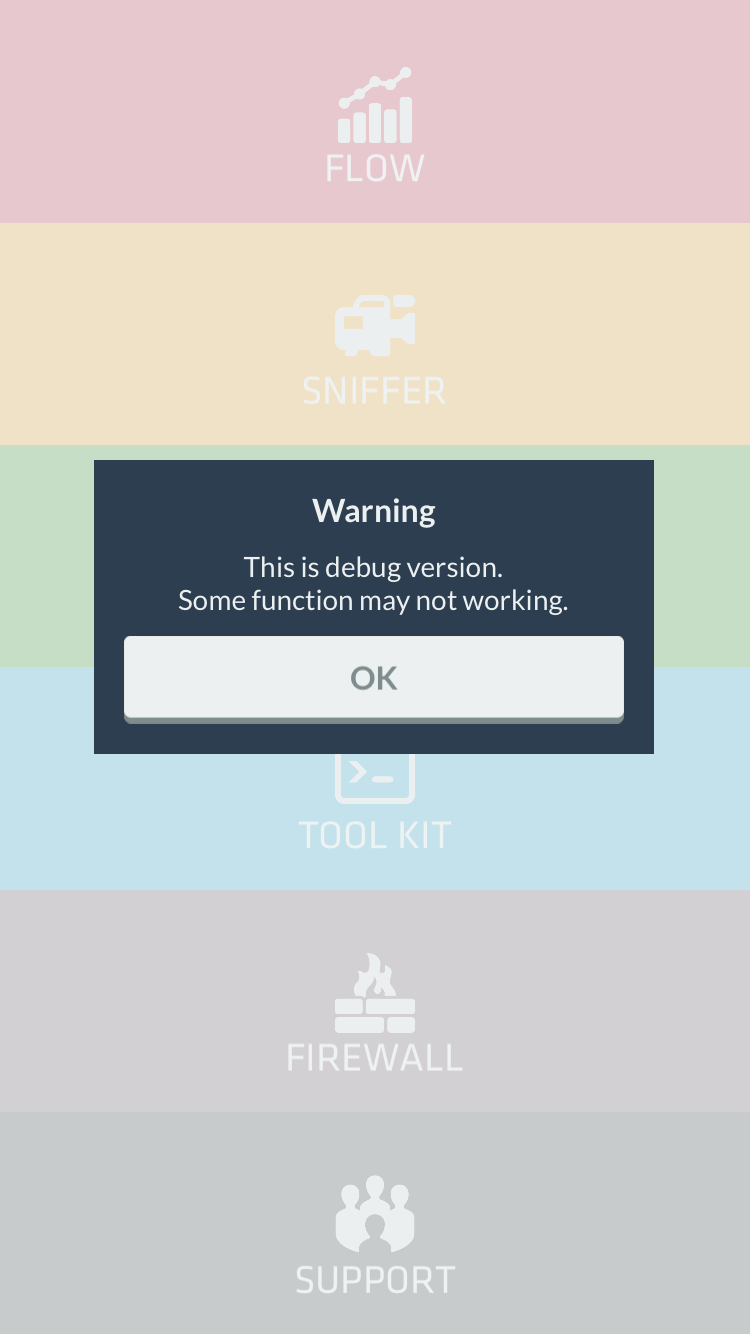 FLOW
SNIFFER
Warning
This is debug version.
Some function may not working.
OK
TOOL KIT
FIREWALL
SUPPORT